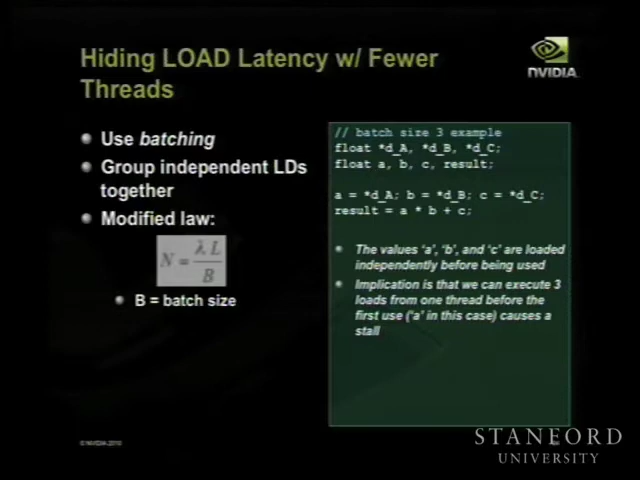 Hiding LOAD Latency w/ Fewer
Threads
NVIDIA
Use batching
Group independent LDs
together
Modified law:
N = λ L / B
B = batch size
// batch size 3 example
float *d_A, *d_B, *d_C;
float a, b, c, result;
a = *d_A; b = *d_B; c = *d_C;
result = a * b + c;
The values ‘a’, ‘b’, and ‘c’ are loaded
independently before being used
Implication is that we can execute 3
loads from one thread before the
first use (‘a’ in this case) causes a
stall
© NVIDIA 2010
STANFORD
UNIVERSITY